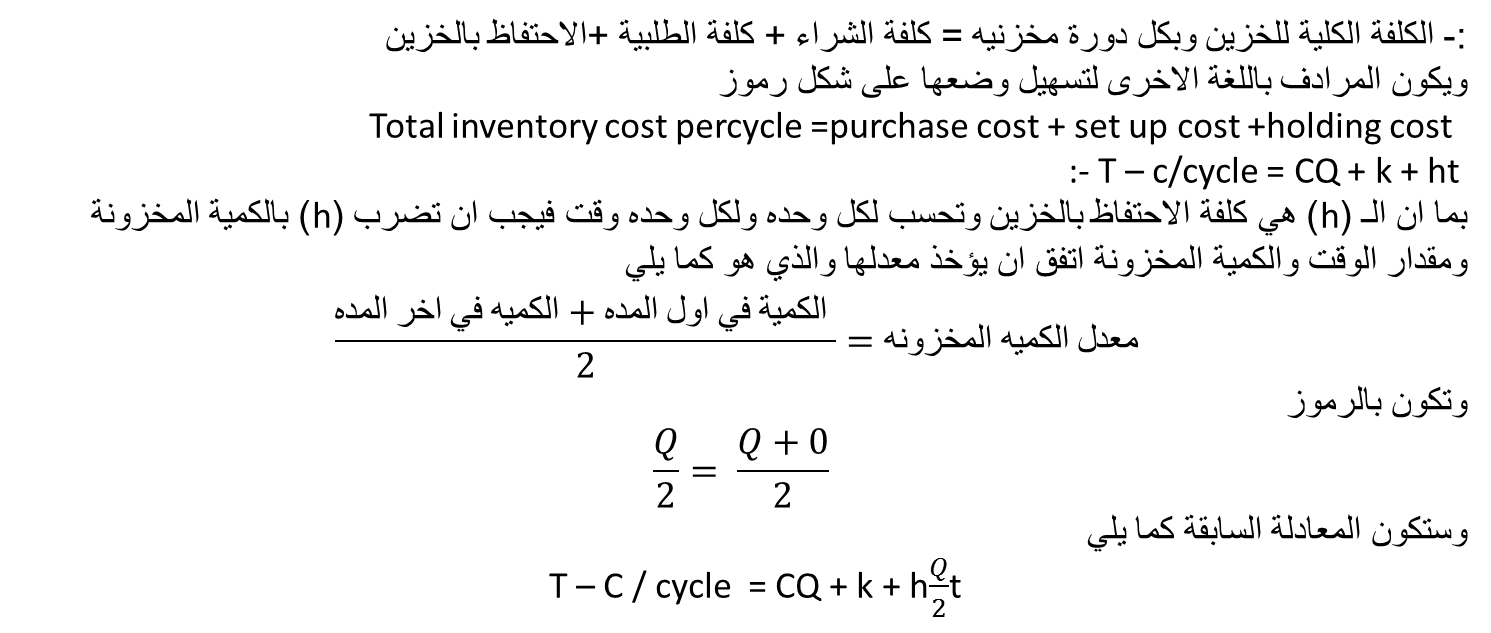 :- الكلفة الكلية للخزين وبكل دورة مخزنيه = كلفة الشراء + كلفة الطلبية +الاحتفاظ بالخزين
ويكون المرادف باللغة الاخرى لتسهيل وضعها على شكل رموز
Total inventory cost percycle =purchase cost + set up cost +holding cost
:- T – c/cycle = CQ + k + ht
بما ان الـ (h) هي كلفة الاحتفاظ بالخزين وتحسب لكل وحده ولكل وحده وقت فيجب ان تضرب (h) بالكمية المخزونة
ومقدار الوقت والكمية المخزونة اتفق ان يؤخذ معدلها والذي هو كما يلي
معدل الكميه المخزونه = (الكمية في اول المده + الكميه في اخر المده) / 2
وتكون بالرموز
Q/2 = (Q + 0)/2
وستكون المعادلة السابقة كما يلي
T – C / cycle = CQ + k + h Q/2 t